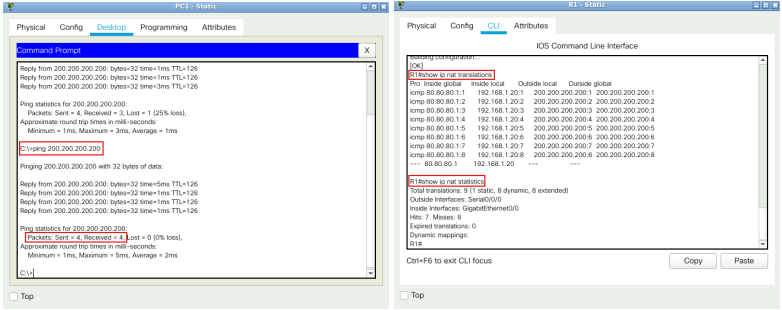 PC1 - Static
Physical Config Desktop Programming Attributes
Command Prompt X
Reply from 200.200.200.200: bytes=32 time=1ms TTL=126
Reply from 200.200.200.200: bytes=32 time=1ms TTL=126
Reply from 200.200.200.200: bytes=32 time=3ms TTL=126
Ping statistics for 200.200.200.200:
Packets: Sent = 4, Received = 3, Lost = 1 (25% loss),
Approximate round trip times in milli-seconds:
Minimum = 1ms, Maximum = 3ms, Average = 1ms
C:\>ping 200.200.200.200
Pinging 200.200.200.200 with 32 bytes of data:
Reply from 200.200.200.200: bytes=32 time=5ms TTL=126
Reply from 200.200.200.200: bytes=32 time=1ms TTL=126
Reply from 200.200.200.200: bytes=32 time=1ms TTL=126
Reply from 200.200.200.200: bytes=32 time=1ms TTL=126
Ping statistics for 200.200.200.200:
Packets: Sent = 4, Received = 4, Lost = 0 (0% loss),
Approximate round trip times in milli-seconds:
Minimum = 1ms, Maximum = 5ms, Average = 2ms
C:\>
Top
R1 - Static
Physical Config CLI Attributes
IOS Command Line Interface
Building configuration...
[OK]
R1#show ip nat translations
Pro Inside global Inside local Outside local Outside global
icmp 80.80.80.1:1 192.168.1.20:1 200.200.200.200:1 200.200.200.200:1
icmp 80.80.80.1:2 192.168.1.20:2 200.200.200.200:2 200.200.200.200:2
icmp 80.80.80.1:3 192.168.1.20:3 200.200.200.200:3 200.200.200.200:3
icmp 80.80.80.1:4 192.168.1.20:4 200.200.200.200:4 200.200.200.200:4
icmp 80.80.80.1:5 192.168.1.20:5 200.200.200.200:5 200.200.200.200:5
icmp 80.80.80.1:6 192.168.1.20:6 200.200.200.200:6 200.200.200.200:6
icmp 80.80.80.1:7 192.168.1.20:7 200.200.200.200:7 200.200.200.200:7
icmp 80.80.80.1:8 192.168.1.20:8 200.200.200.200:8 200.200.200.200:8
--- 80.80.80.1 192.168.1.20 --- ---
R1#show ip nat statistics
Total translations: 9 (1 static, 8 dynamic, 8 extended)
Outside Interfaces: Serial0/0/0
Inside Interfaces: GigabitEthernet0/0
Hits: 7 Misses: 8
Expired translations: 0
Dynamic mappings:
R1#
Ctrl+F6 to exit CLI focus Copy Paste
Top